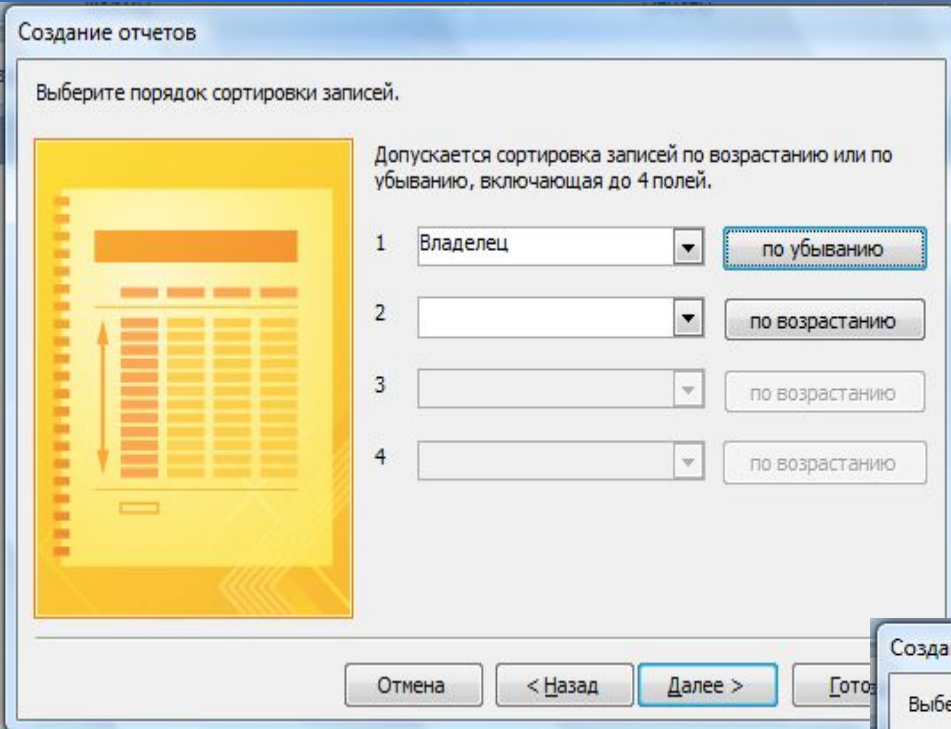 Создание отчетов
Выберите порядок сортировки записей.
Допускается сортировка записей по возрастанию или по
убыванию, включающая до 4 полей.
1 Владелец по убыванию
2 по возрастанию
3 по возрастанию
4 по возрастанию
Отмена < Назад Далее > Гото
Созда
Выбе